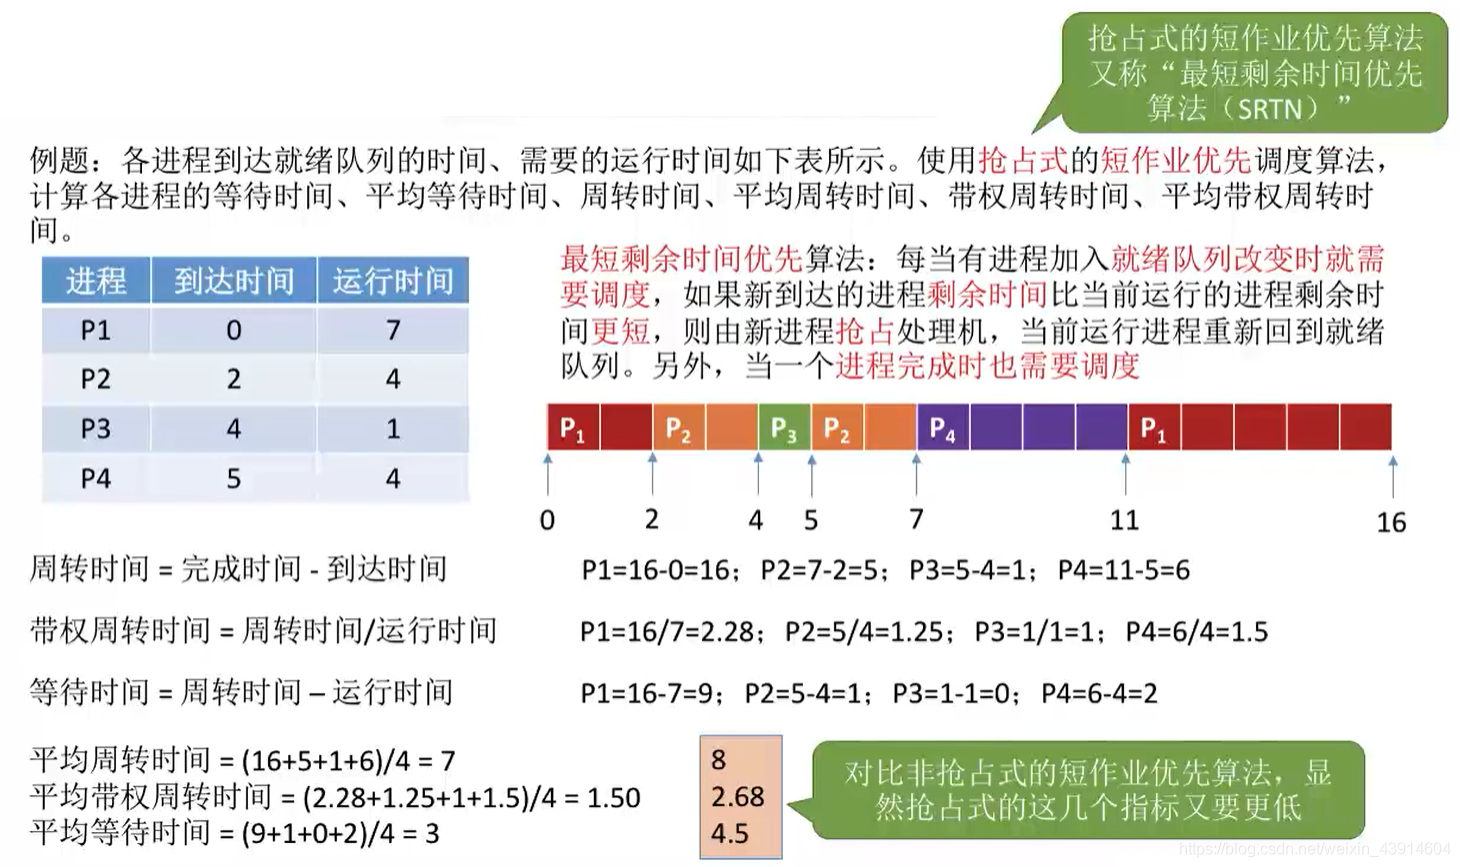 抢占式的短作业优先算法
又称“最短剩余时间优先
算法（SRTN）”
例题：各进程到达就绪队列的时间、需要的运行时间如下表所示。使用抢占式的短作业优先调度算法，
计算各进程的等待时间、平均等待时间、周转时间、平均周转时间、带权周转时间、平均带权周转时
间。
进程 到达时间 运行时间
P1 0 7
P2 2 4
P3 4 1
P4 5 4
最短剩余时间优先算法：每当有进程加入就绪队列改变时就需
要调度，如果新到达的进程剩余时间比当前运行的进程剩余时
间更短，则由新进程抢占处理机，当前运行进程重新回到就绪
队列。另外，当一个进程完成时也需要调度
P1 P2 P3 P2 P4 P1
0 2 4 5 7 11 16
周转时间 = 完成时间 - 到达时间 P1=16-0=16；P2=7-2=5；P3=5-4=1；P4=11-5=6
带权周转时间 = 周转时间/运行时间 P1=16/7=2.28；P2=5/4=1.25；P3=1/1=1；P4=6/4=1.5
等待时间 = 周转时间 – 运行时间 P1=16-7=9；P2=5-4=1；P3=1-1=0；P4=6-4=2
平均周转时间 = (16+5+1+6)/4 = 7
平均带权周转时间 = (2.28+1.25+1+1.5)/4 = 1.50
平均等待时间 = (9+1+0+2)/4 = 3
8
2.68
4.5
对比非抢占式的短作业优先算法，显
然抢占式的这几个指标又要更低
https://blog.csdn.net/weixin_43914604